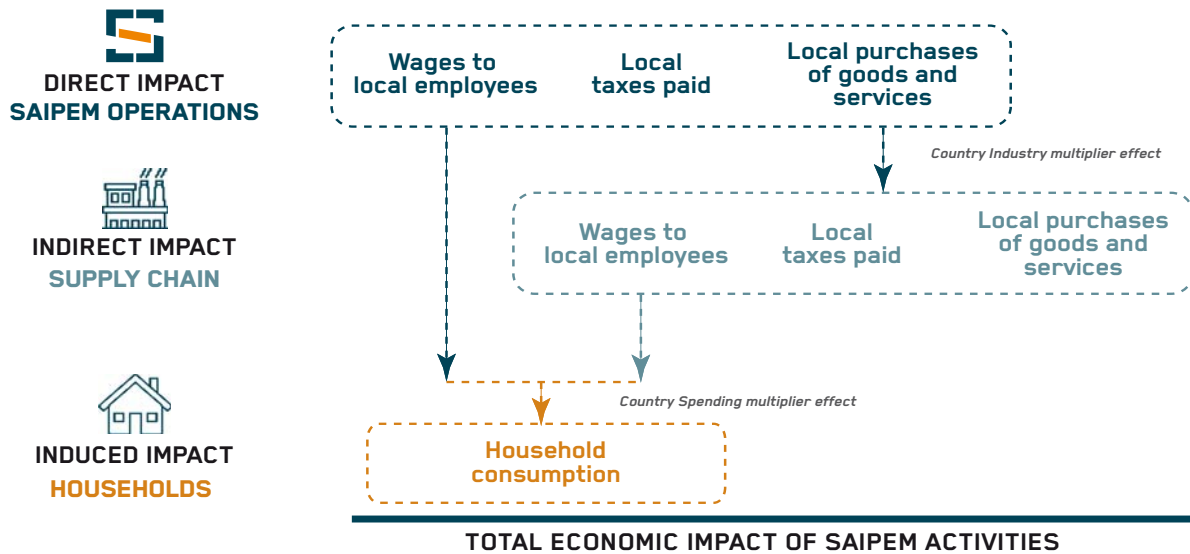 DIRECT IMPACT
SAIPEM OPERATIONS
Wages to
local employees
Local
taxes paid
Local purchases
of goods and
services
Country Industry multiplier effect
INDIRECT IMPACT
SUPPLY CHAIN
Wages to
local employees
Local
taxes paid
Local purchases
of goods and
services
Country Spending multiplier effect
INDUCED IMPACT
HOUSEHOLDS
Household
consumption
TOTAL ECONOMIC IMPACT OF SAIPEM ACTIVITIES